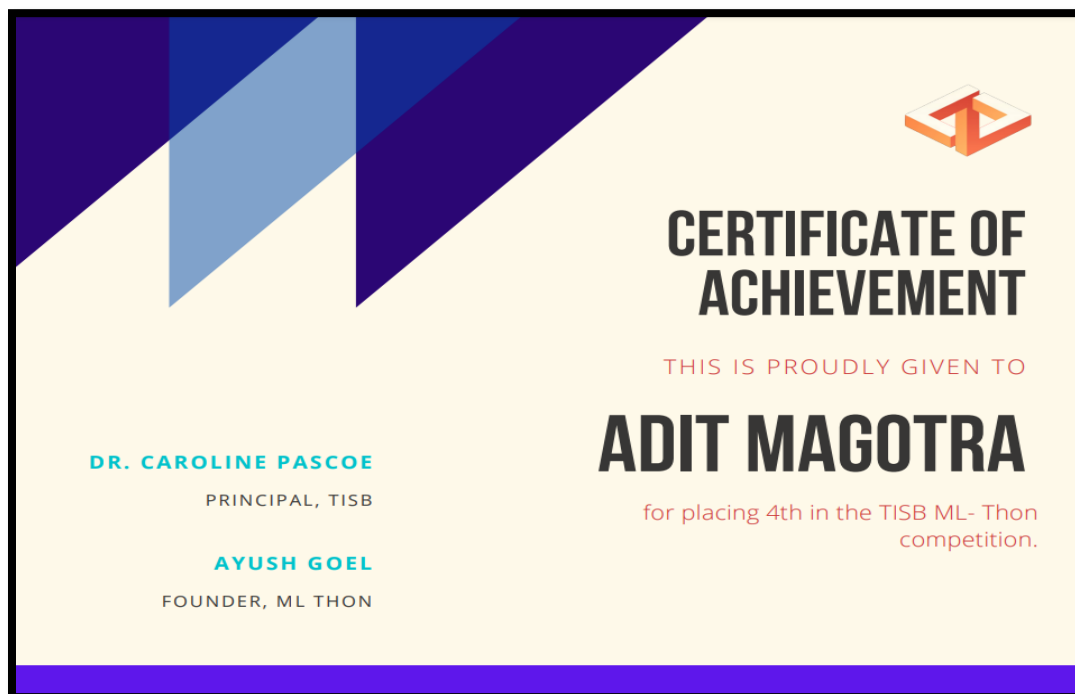 CERTIFICATE OF
ACHIEVEMENT
THIS IS PROUDLY GIVEN TO
ADIT MAGOTRA
for placing 4th in the TISB ML- Thon
competition.
DR. CAROLINE PASCOE
PRINCIPAL, TISB
AYUSH GOEL
FOUNDER, ML THON